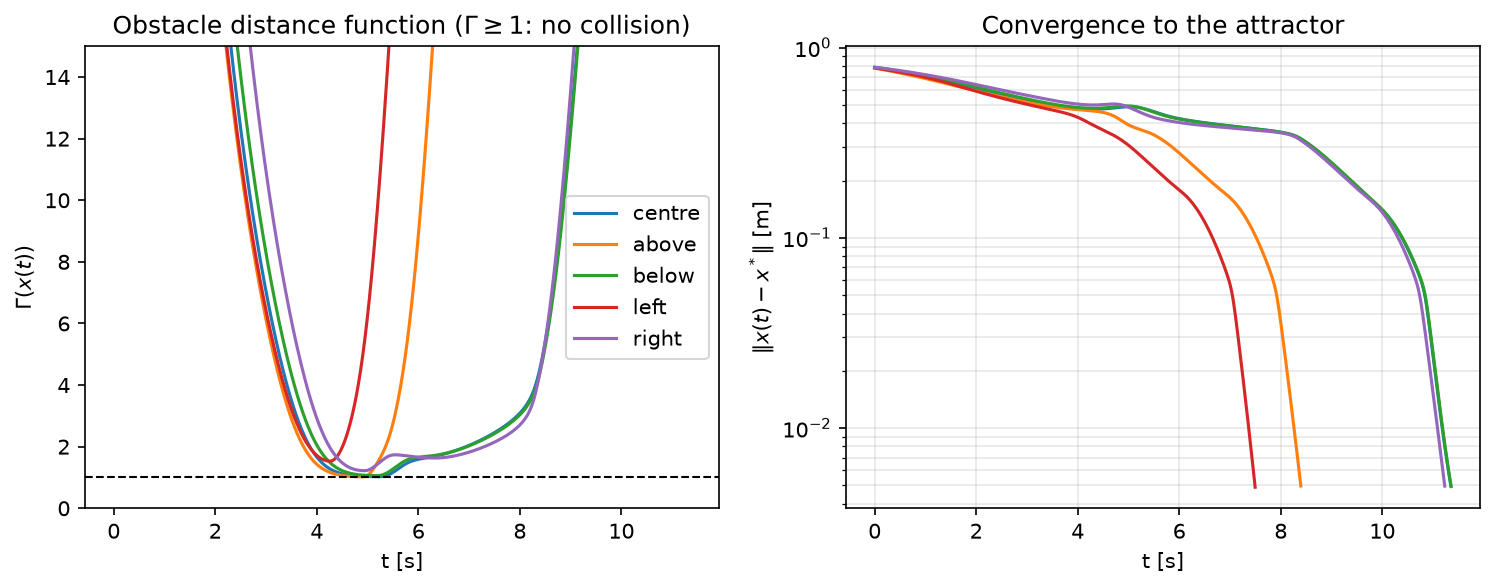 Obstacle distance function (Γ ≥ 1: no collision)
Γ(x(t))
14
12
10
8
6
4
2
0
0 2 4 6 8 10
t [s]
centre
above
below
left
right
Convergence to the attractor
‖x(t) − x*‖ [m]
10⁰
10⁻¹
10⁻²
0 2 4 6 8 10
t [s]